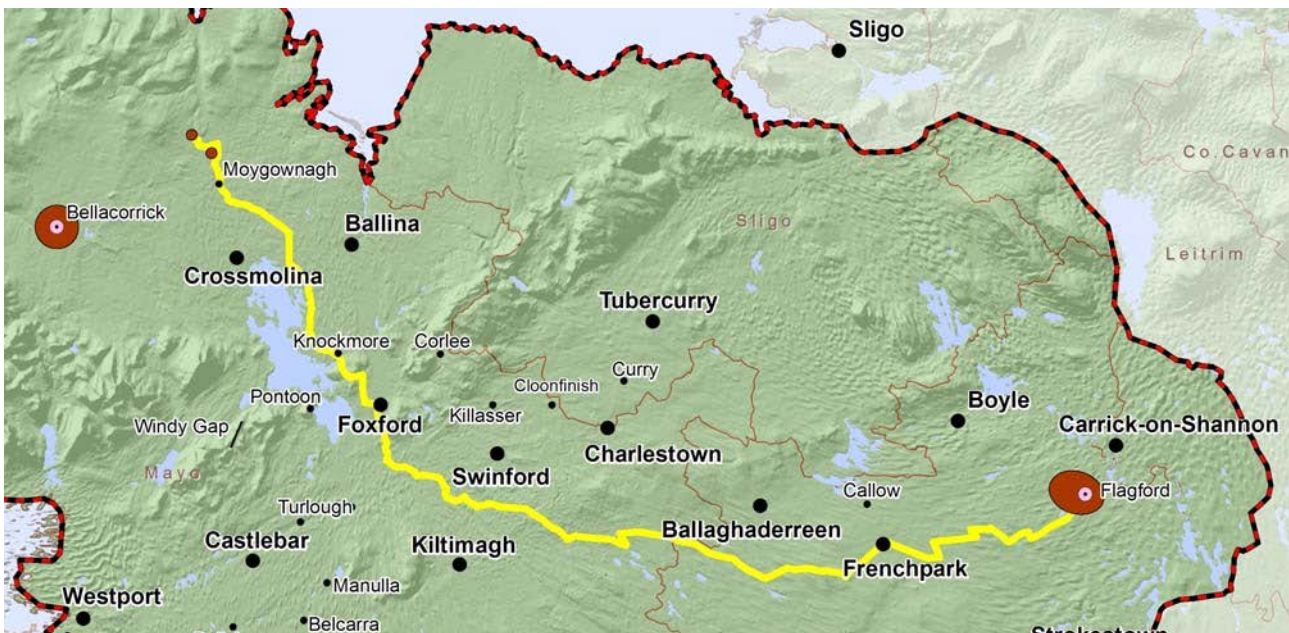 Sligo
Co.Cavan
Moygownagh
Bellacorrick
Ballina
Sligo
Leitrim
Crossmolina
Tubercurry
Knockmore
Corlee
Curry
Cloonfinish
Pontoon
Killasser
Boyle
Foxford
Windy Gap
Carrick-on-Shannon
Charlestown
Mayo
Swinford
Callow
Flagford
Turlough
Ballaghaderreen
Castlebar
Kiltimagh
Frenchpark
Manulla
Westport
Belcarra
Strokestown